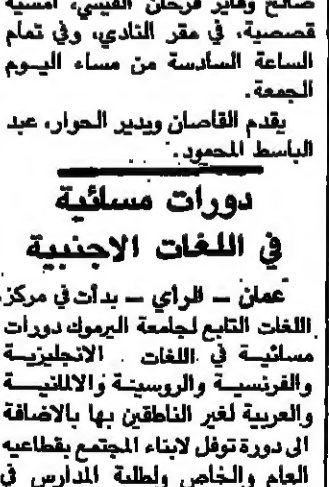 صالح وفايز فرحان القيسي، امسية
قصصية، في مقر النادي، وفي تمام
الساعة السادسة من مساء اليوم
الجمعة.
يقدم القاصان ويدير الحوار، عبد
الباسط المحمود.
دورات مسائية
في اللغات الاجنبية
عمان – الرأي – بدأت في مركز
اللغات التابع لجامعة اليرموك دورات
مسائية في اللغات الانجليزية
والفرنسية والروسية والالمانية
والعربية لغير الناطقين بها بالاضافة
الى دورة توفل لابناء المجتمع بقطاعيه
العام والخاص ولطلبة المدارس في